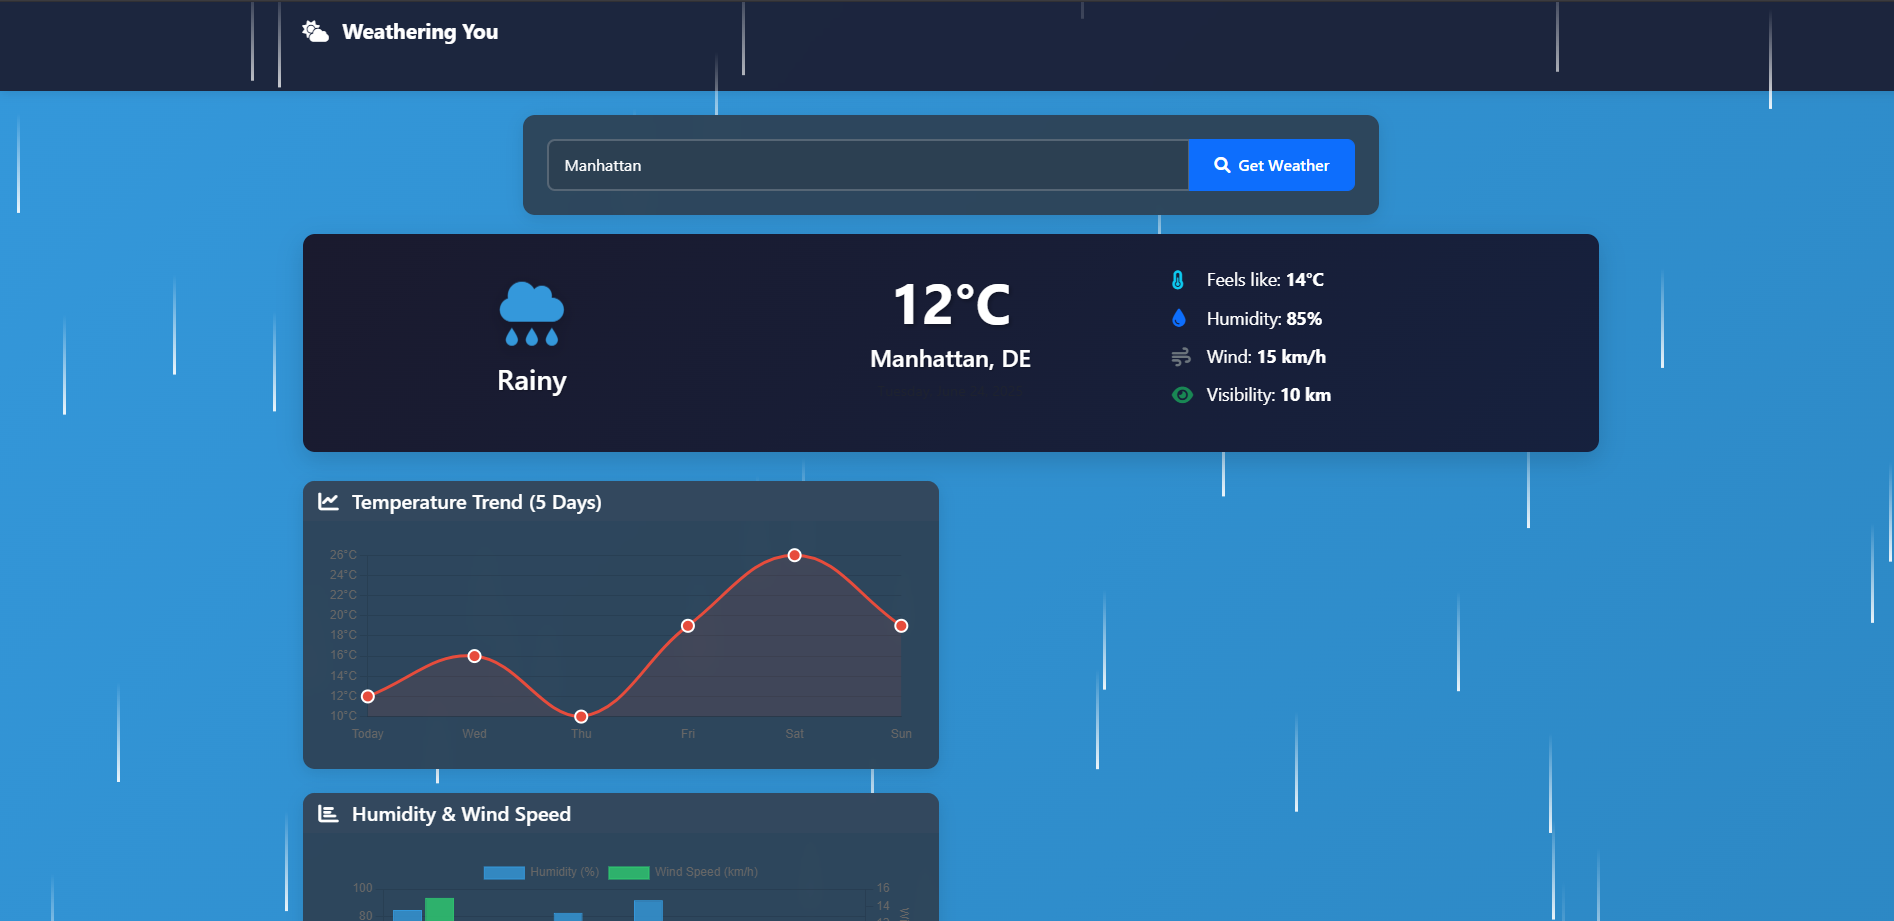 Weathering You
Manhattan
Get Weather
Rainy
12°C
Manhattan, DE
Feels like: 14°C
Humidity: 85%
Wind: 15 km/h
Visibility: 10 km
Temperature Trend (5 Days)
26°C
24°C
22°C
20°C
18°C
16°C
14°C
12°C
10°C
Today Wed Thu Fri Sat Sun
Humidity & Wind Speed
Humidity (%) Wind Speed (km/h)
100 16
14
80